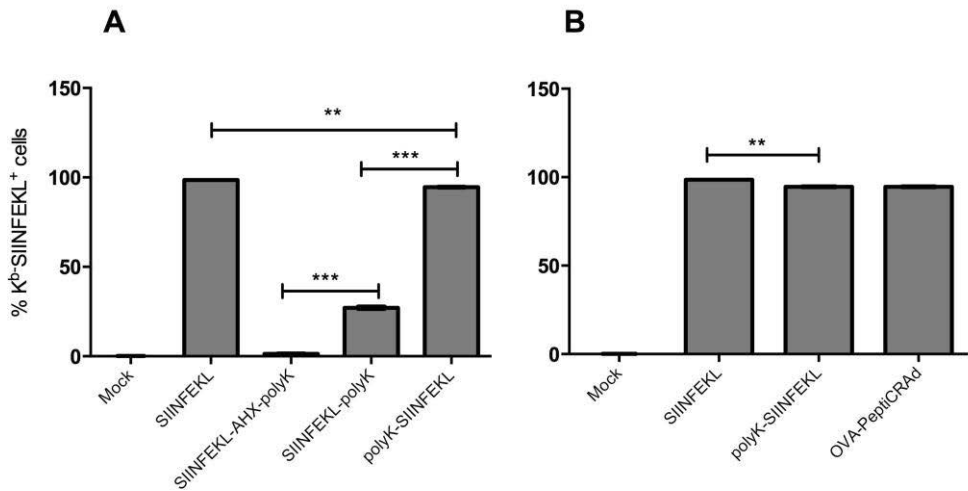 A
% Kᵇ-SIINFEKL⁺ cells
150
100
50
0
**
***
***
Mock
SIINFEKL
SIINFEKL-AHX-polyK
SIINFEKL-polyK
polyK-SIINFEKL
B
150
100
50
0
**
Mock
SIINFEKL
polyK-SIINFEKL
OVA-PeptiCRAd